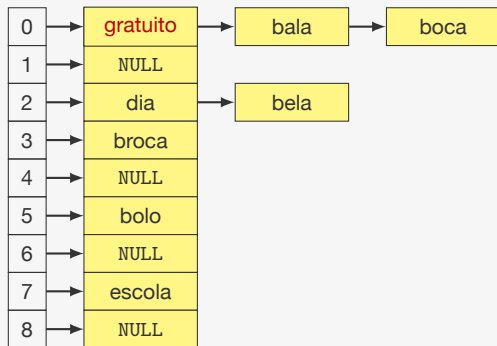 0 gratuito bala boca
1 NULL
2 dia bela
3 broca
4 NULL
5 bolo
6 NULL
7 escola
8 NULL